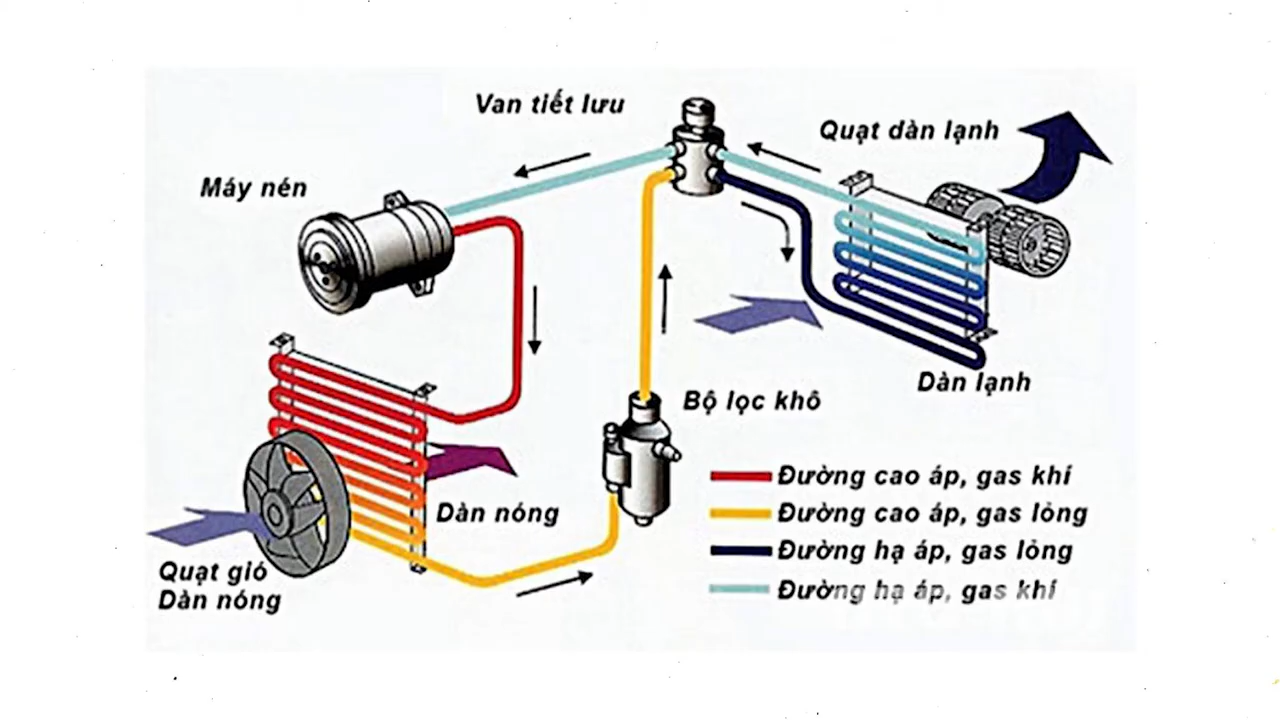 Van tiết lưu
Quạt dàn lạnh
Máy nén
Dàn lạnh
Bộ lọc khô
Đường cao áp, gas khí
Dàn nóng
Đường cao áp, gas lỏng
Đường hạ áp, gas lỏng
Quạt gió
Dàn nóng
Đường hạ áp, gas khí